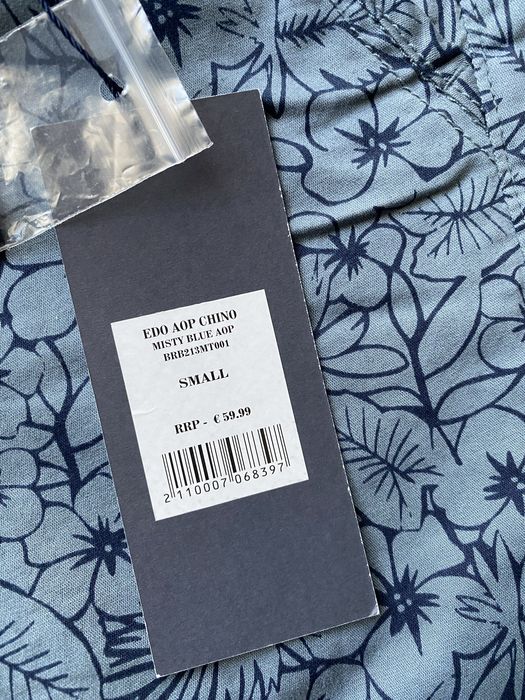 EDO AOP CHINO
MISTY BLUE AOP
BRB213MT001
SMALL
RRP - € 59.99
2 110007 068397